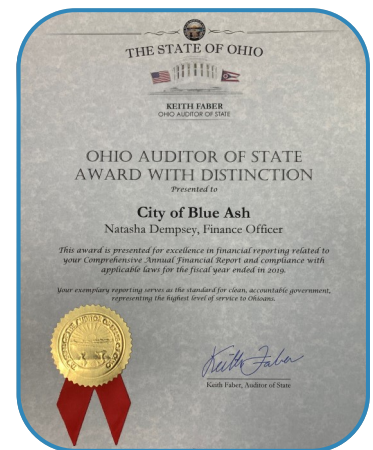 THE STATE OF OHIO
KEITH FABER
OHIO AUDITOR OF STATE
OHIO AUDITOR OF STATE
AWARD WITH DISTINCTION
Presented to
City of Blue Ash
Natasha Dempsey, Finance Officer
This award is presented for excellence in financial reporting related to
your Comprehensive Annual Financial Report and compliance with
applicable laws for the fiscal year ended in 2019.
Your exemplary reporting serves as the standard for clean, accountable government,
representing the highest level of service to Ohioans.
Keith Faber
Keith Faber, Auditor of State